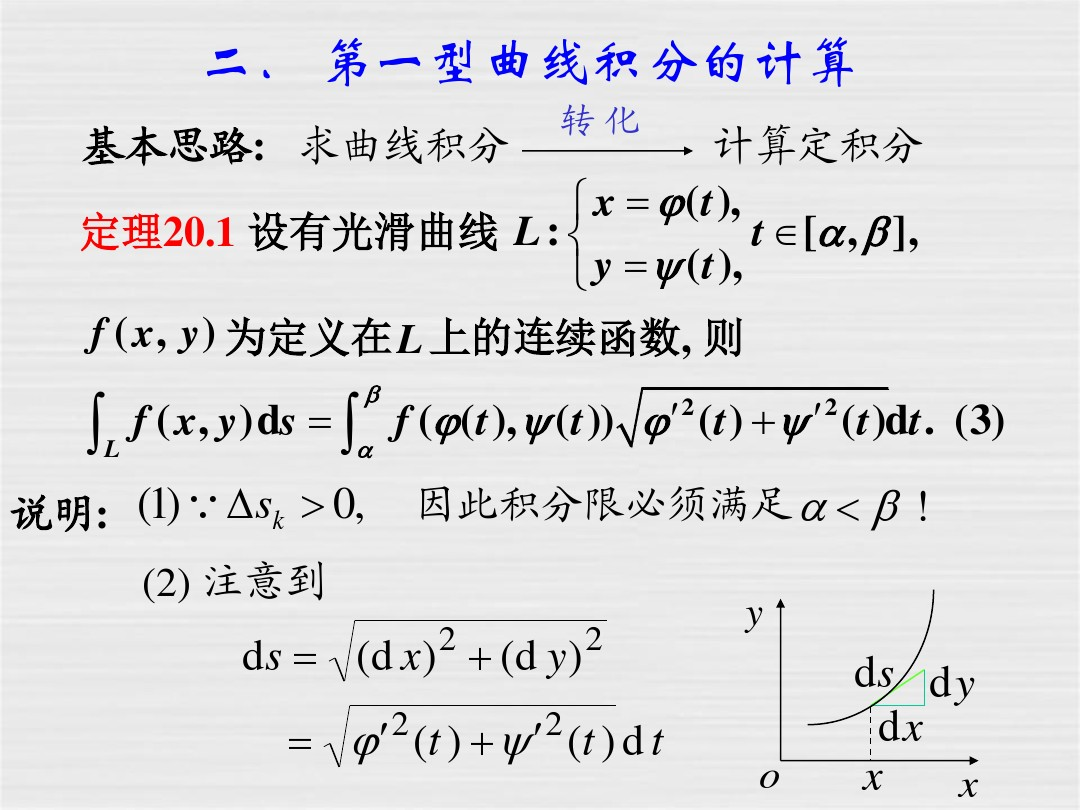 二、 第一型曲线积分的计算
转 化
基本思路: 求曲线积分 ⟶ 计算定积分
定理20.1 设有光滑曲线 L: { x = φ(t), y = ψ(t), t ∈[α, β],
f (x, y) 为定义在 L 上的连续函数, 则
∫_L f (x, y)ds = ∫_α^β f (φ(t), ψ(t)) √(φ′²(t) + ψ′²(t)) dt. (3)
说明: (1) ∵ Δs_k > 0, 因此积分限必须满足 α < β !
(2) 注意到
ds = √((d x)² + (d y)²)
= √(φ′²(t) + ψ′²(t)) d t
y
ds dy
dx
o x x